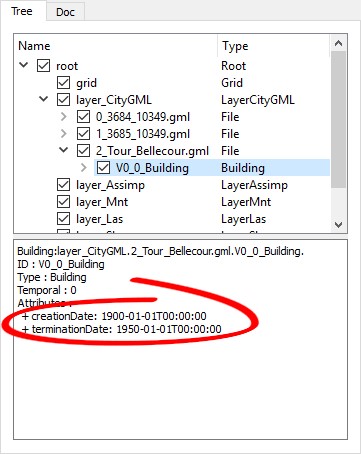 Tree Doc
Name Type
root Root
grid Grid
layer_CityGML LayerCityGML
0_3684_10349.gml File
1_3685_10349.gml File
2_Tour_Bellecour.gml File
V0_0_Building Building
layer_Assimp LayerAssimp
layer_Mnt LayerMnt
layer_Las LayerLas
Building:layer_CityGML.2_Tour_Bellecour.gml.V0_0_Building.
ID : V0_0_Building
Type : Building
Temporal : 0
Attributes :
+ creationDate: 1900-01-01T00:00:00
+ terminationDate: 1950-01-01T00:00:00